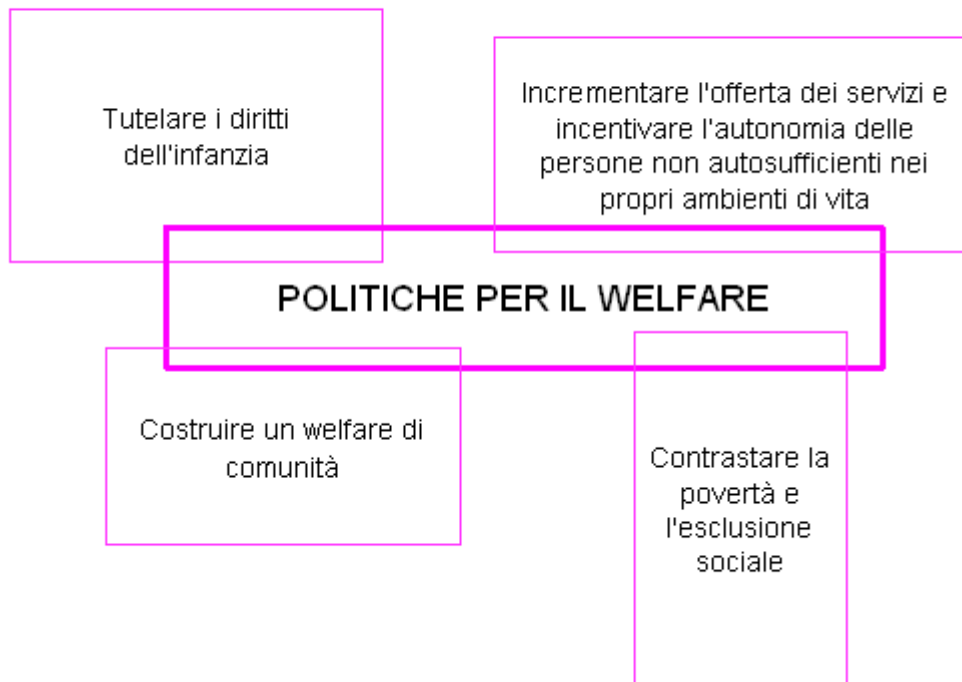 Tutelare i diritti
dell'infanzia
Incrementare l'offerta dei servizi e
incentivare l'autonomia delle
persone non autosufficienti nei
propri ambienti di vita
POLITICHE PER IL WELFARE
Costruire un welfare di
comunità
Contrastare la
povertà e
l'esclusione
sociale